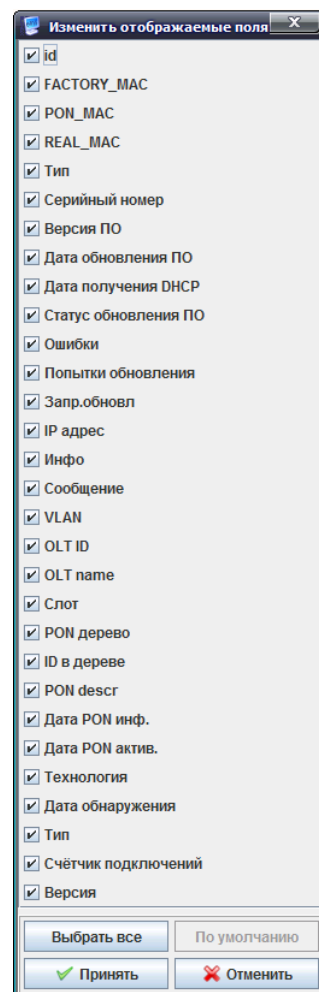 Изменить отображаемые поля
id
FACTORY_MAC
PON_MAC
REAL_MAC
Тип
Серийный номер
Версия ПО
Дата обновления ПО
Дата получения DHCP
Статус обновления ПО
Ошибки
Попытки обновления
Запр.обновл
IP адрес
Инфо
Сообщение
VLAN
OLT ID
OLT name
Слот
PON дерево
ID в дереве
PON descr
Дата PON инф.
Дата PON актив.
Технология
Дата обнаружения
Тип
Счётчик подключений
Версия
Выбрать все По умолчанию
Принять Отменить